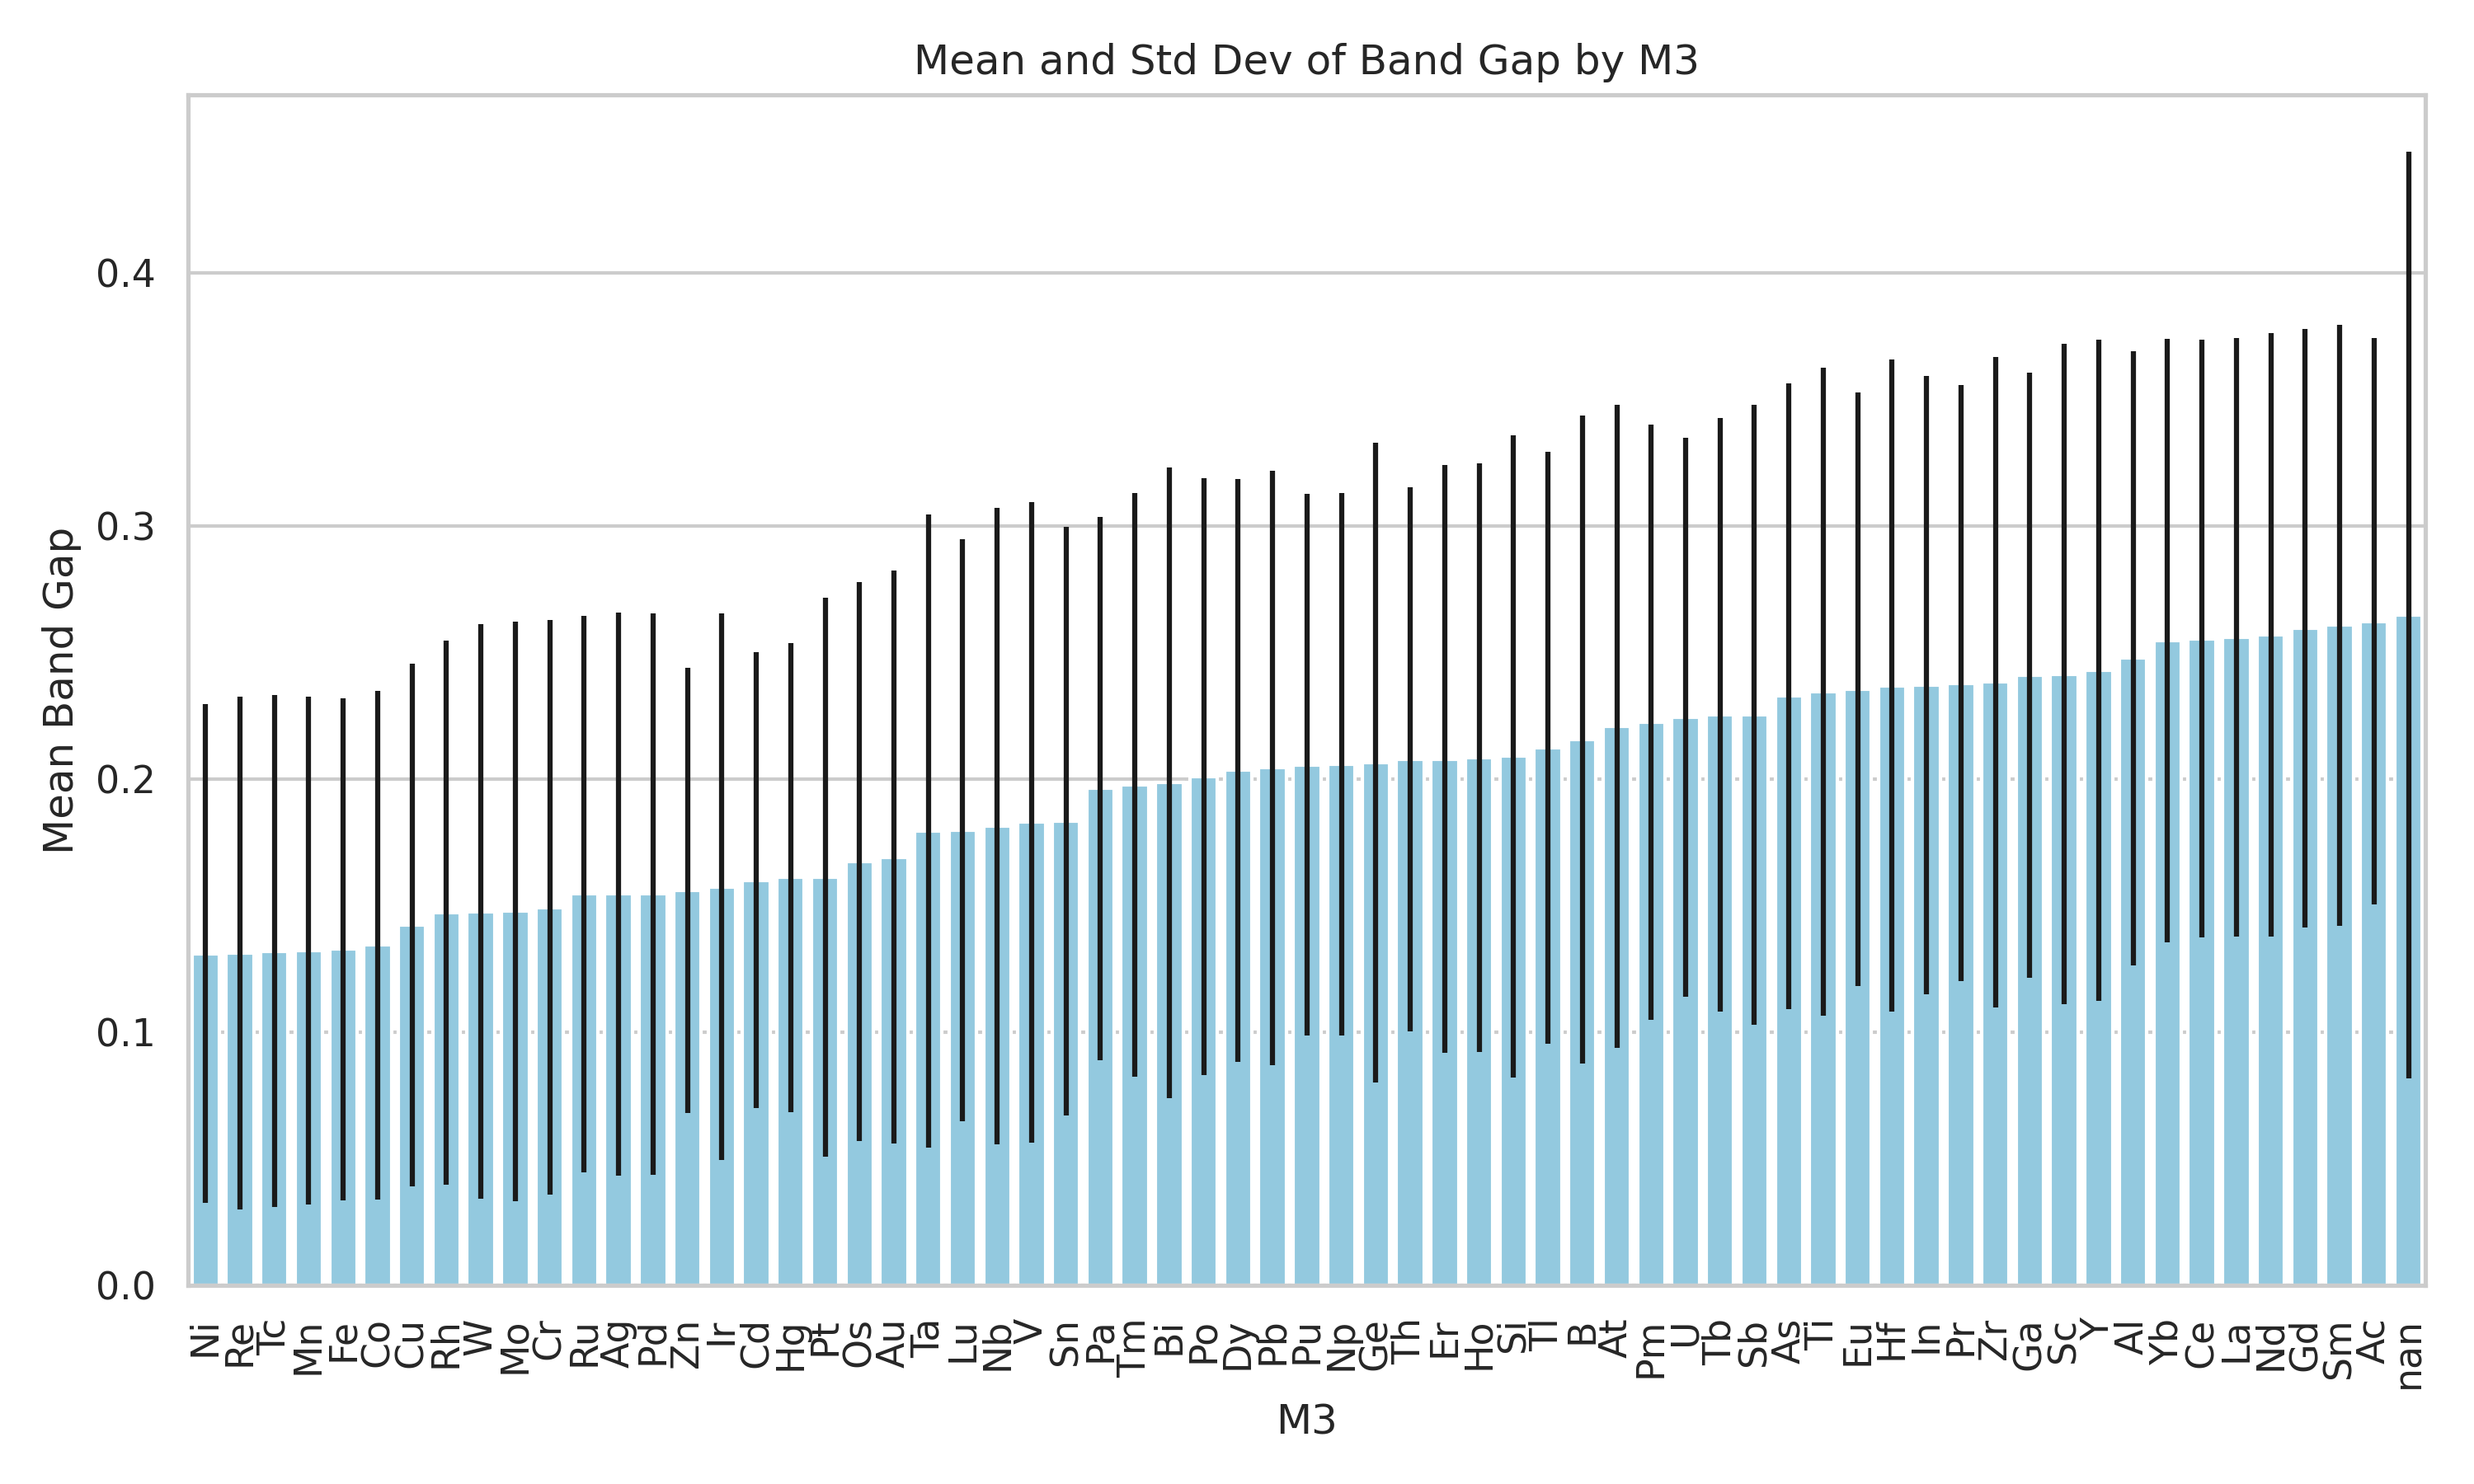 Mean and Std Dev of Band Gap by M3
Mean Band Gap
0.4
0.3
0.2
0.1
0.0
Ni
Re
Tc
Mn
Fe
Co
Cu
Rh
W
Mo
Cr
Ru
Ag
Pd
Zn
Ir
Cd
Hg
Pt
Os
Au
Ta
Lu
Nb
V
Sn
Pa
Tm
Bi
Po
Dy
Pb
Pu
Np
Ge
Th
Er
Ho
Si
Tl
B
At
Pm
U
Tb
Sb
As
Ti
Eu
Hf
In
Pr
Zr
Ga
Sc
Y
Al
Yb
Ce
La
Nd
Gd
Sm
Ac
nan
M3